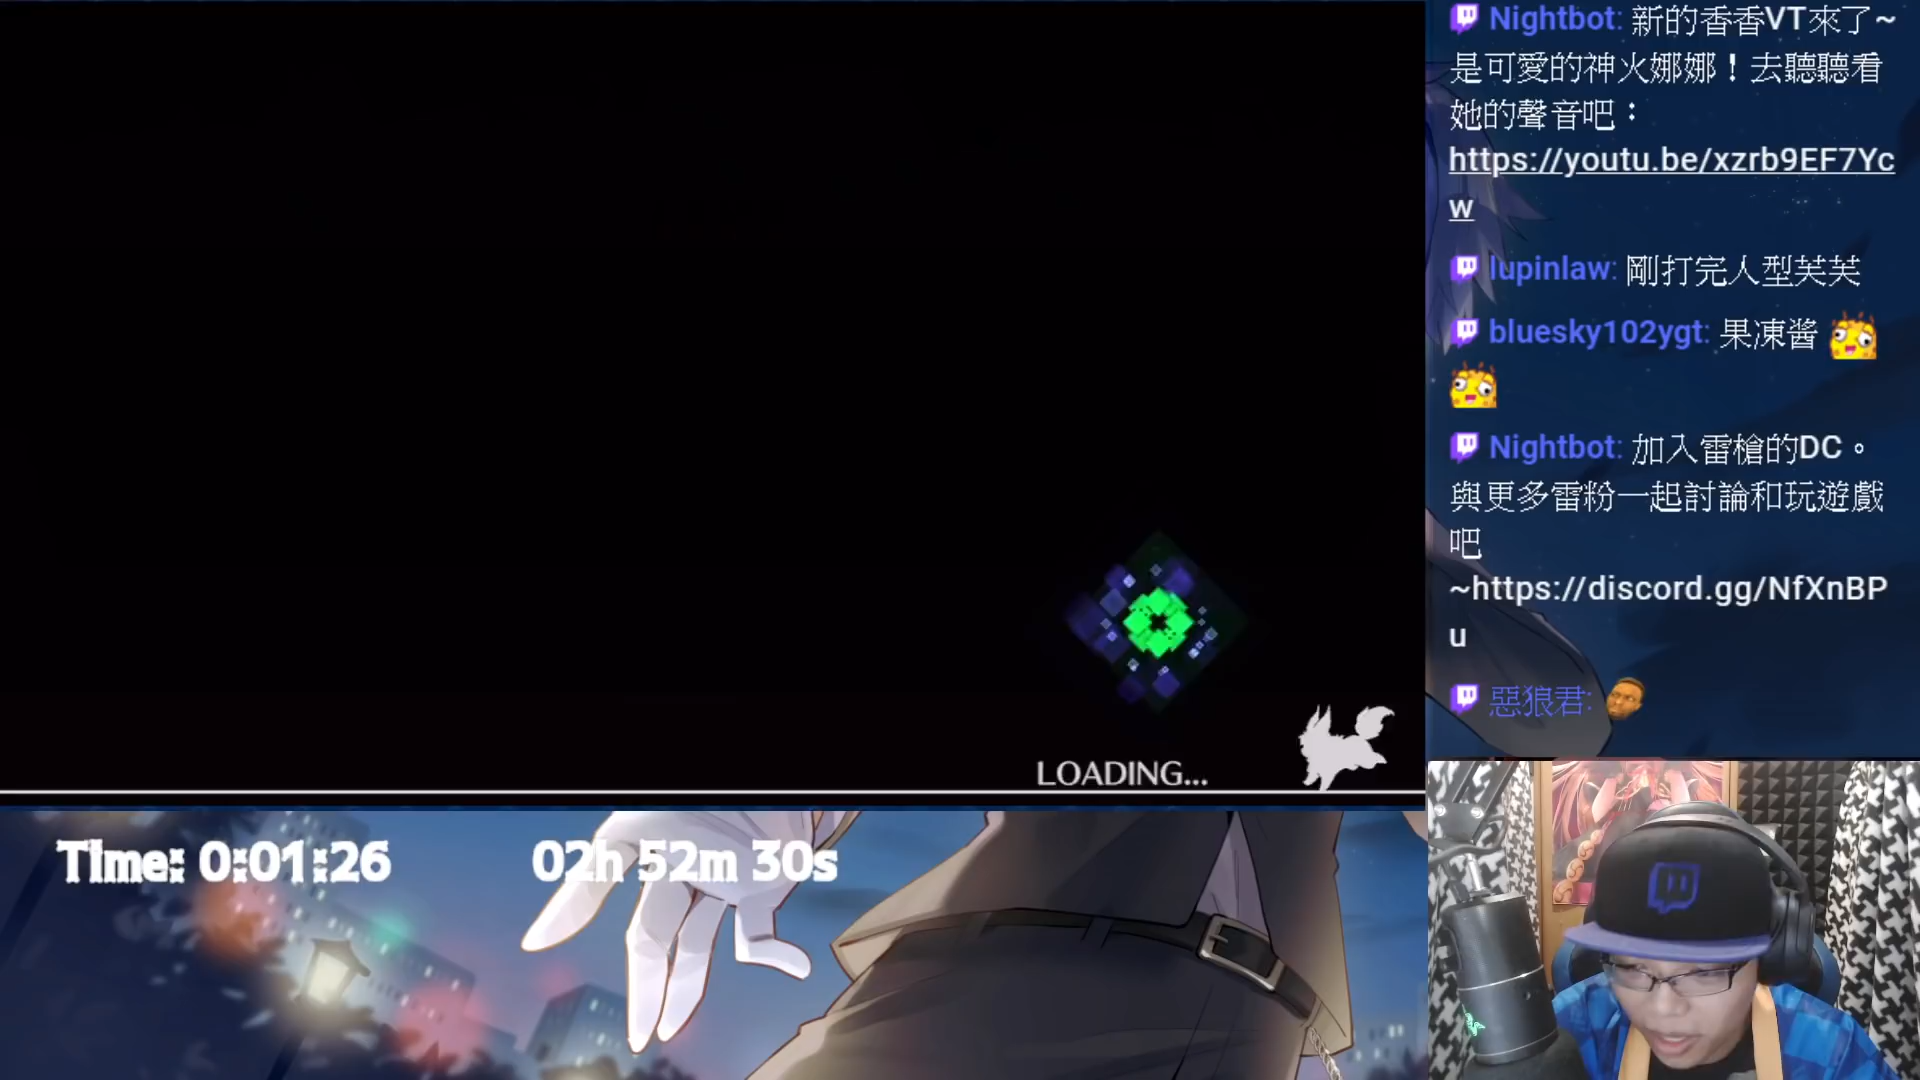 LOADING...
Time: 0:01:26
02h 52m 30s
Nightbot: 新的香香VT來了~
是可愛的神火娜娜！去聽聽看
她的聲音吧：
https://youtu.be/xzrb9EF7Yc
w
lupinlaw: 剛打完人型芙芙
bluesky102ygt: 果凍醬
Nightbot: 加入雷槍的DC。
與更多雷粉一起討論和玩遊戲
吧
~https://discord.gg/NfXnBP
u
惡狼君: